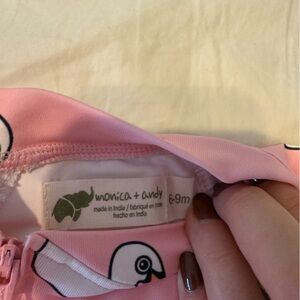 monica + andy
made in India / fabriqué en Inde
hecho en India
6-9m